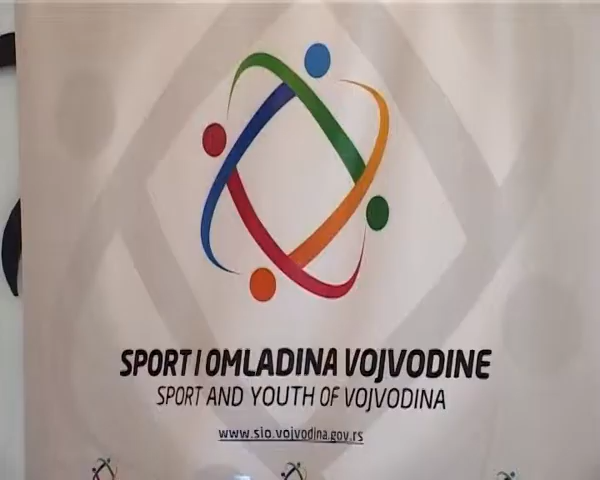 SPORT I OMLADINA VOJVODINE
SPORT AND YOUTH OF VOJVODINA
www.sio.vojvodina.gov.rs